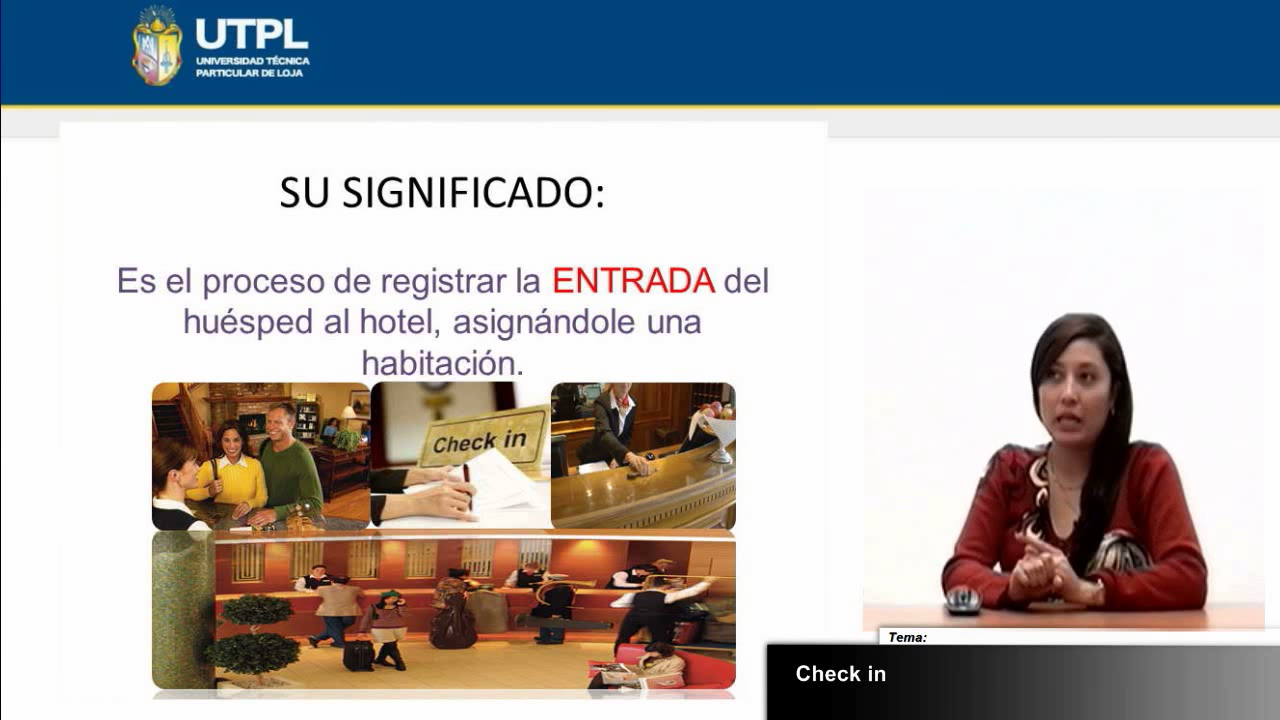 UTPL
UNIVERSIDAD TÉCNICA
PARTICULAR DE LOJA
SU SIGNIFICADO:
Es el proceso de registrar la ENTRADA del
huésped al hotel, asignándole una
habitación.
Check in
Tema:
Check in